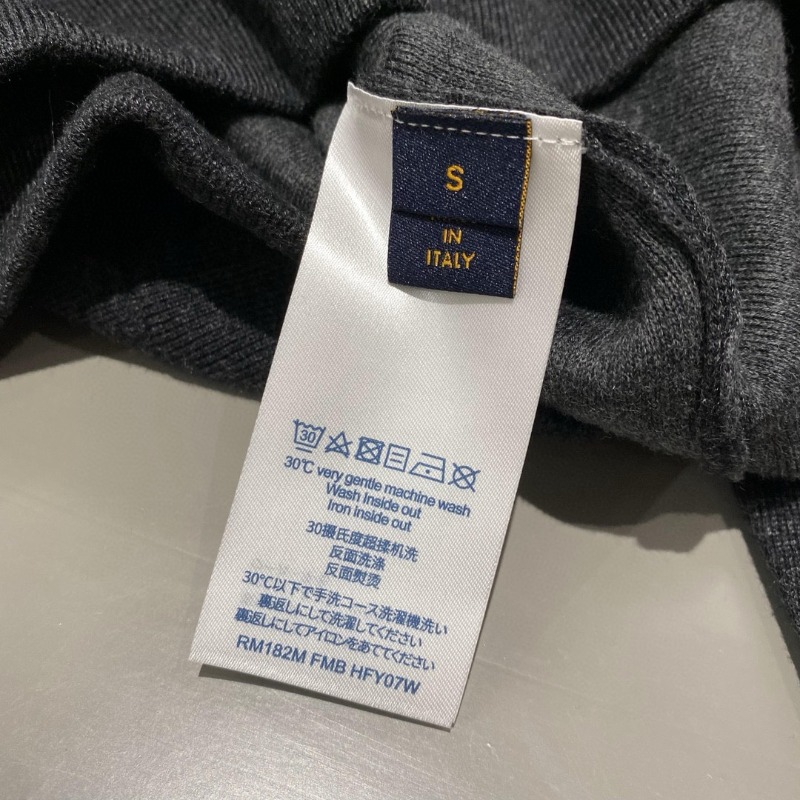 S
IN
ITALY
30
30℃ very gentle machine wash
Wash Inside out
Iron inside out
30摄氏度超揉机洗
反面洗涤
反面熨烫
30℃以下で手洗コース洗濯機洗い
裏返しにして洗濯してください
裏返しにしてアイロンをあててください
RM182M FMB HFY07W